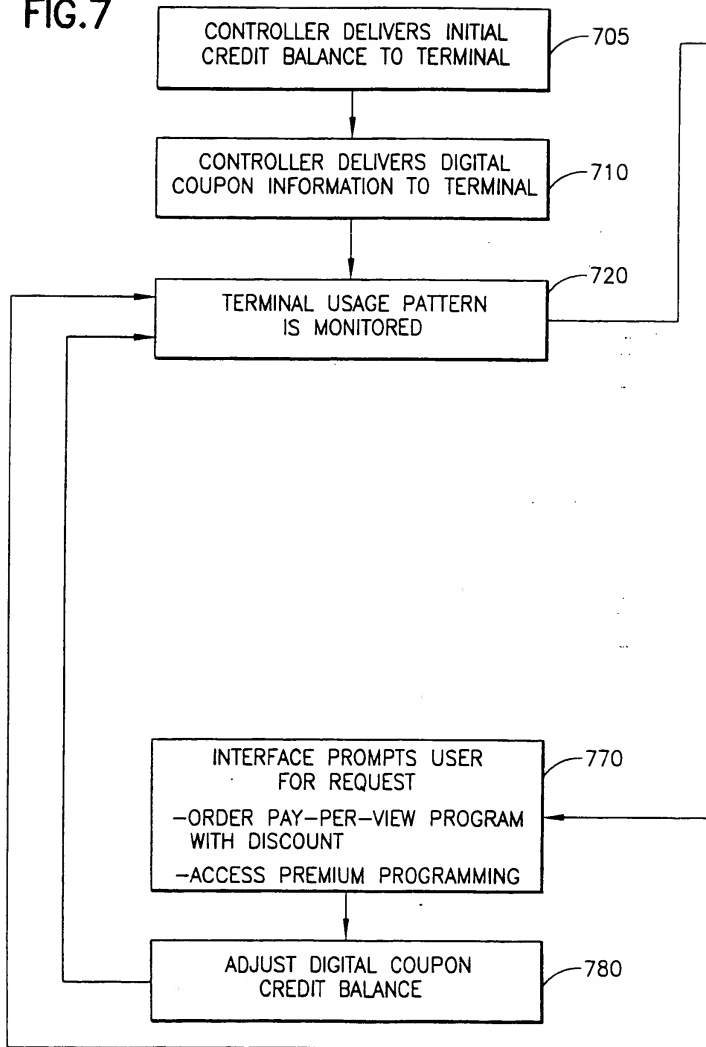 FIG.7
CONTROLLER DELIVERS INITIAL
CREDIT BALANCE TO TERMINAL
705
CONTROLLER DELIVERS DIGITAL
COUPON INFORMATION TO TERMINAL
710
TERMINAL USAGE PATTERN
IS MONITORED
720
INTERFACE PROMPTS USER
FOR REQUEST
-ORDER PAY-PER-VIEW PROGRAM
WITH DISCOUNT
-ACCESS PREMIUM PROGRAMMING
770
ADJUST DIGITAL COUPON
CREDIT BALANCE
780